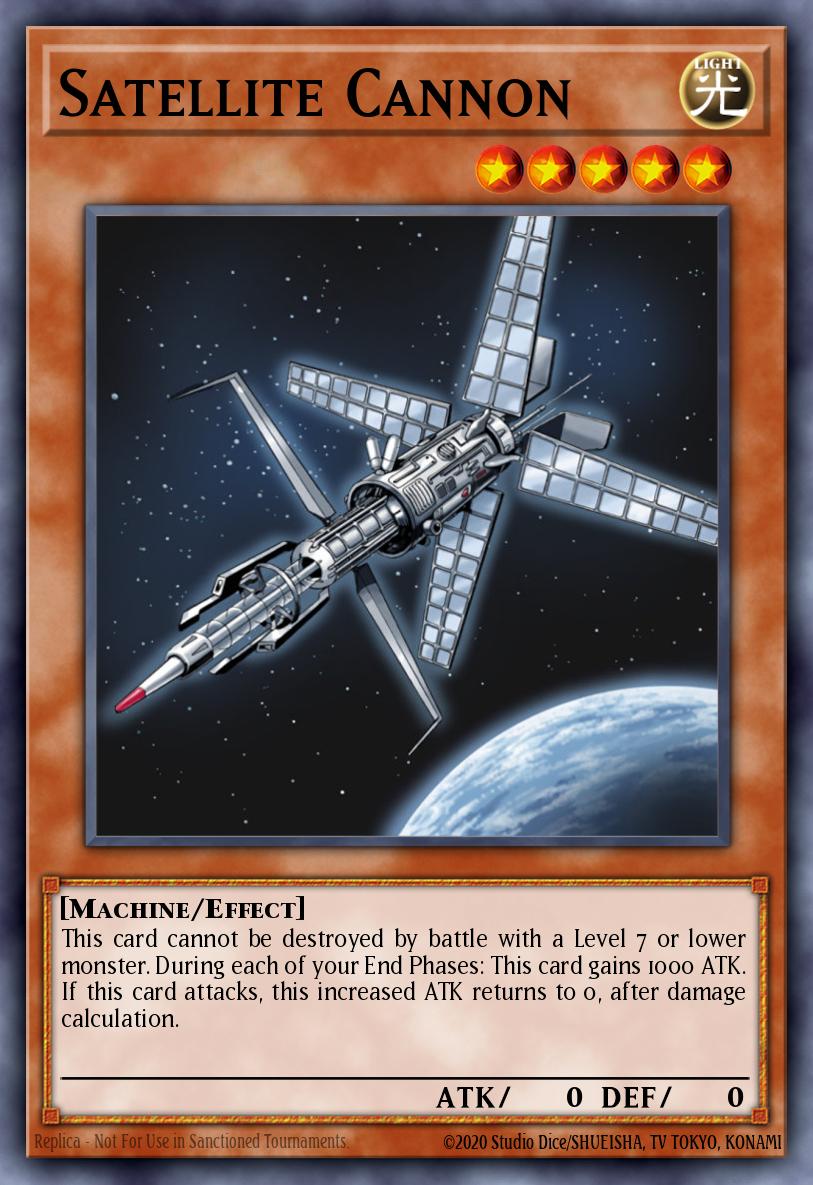 Satellite Cannon
LIGHT
光
[Machine/Effect]
This card cannot be destroyed by battle with a Level 7 or lower
monster. During each of your End Phases: This card gains 1000 ATK.
If this card attacks, this increased ATK returns to 0, after damage
calculation.
ATK/ 0 DEF/ 0
Replica - Not For Use in Sanctioned Tournaments.
©2020 Studio Dice/SHUEISHA, TV TOKYO, KONAMI